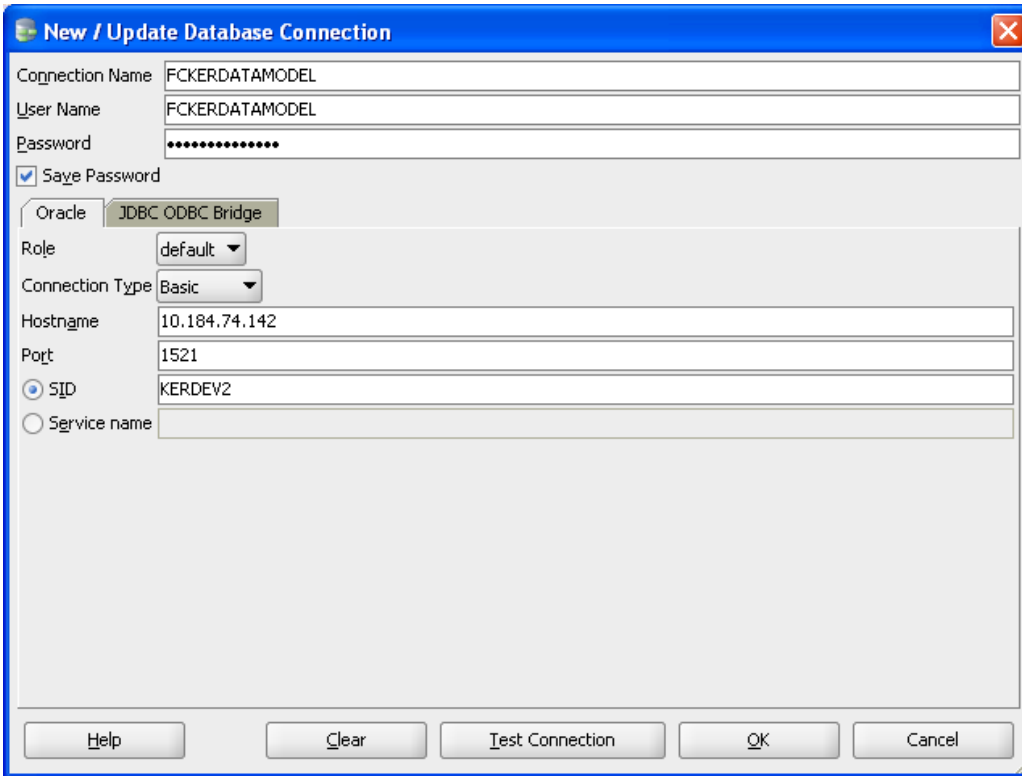 New / Update Database Connection
Connection Name FCKERDATAMODEL
User Name FCKERDATAMODEL
Password ••••••••••••••
Save Password
Oracle JDBC ODBC Bridge
Role default
Connection Type Basic
Hostname 10.184.74.142
Port 1521
SID KERDEV2
Service name
Help Clear Test Connection OK Cancel